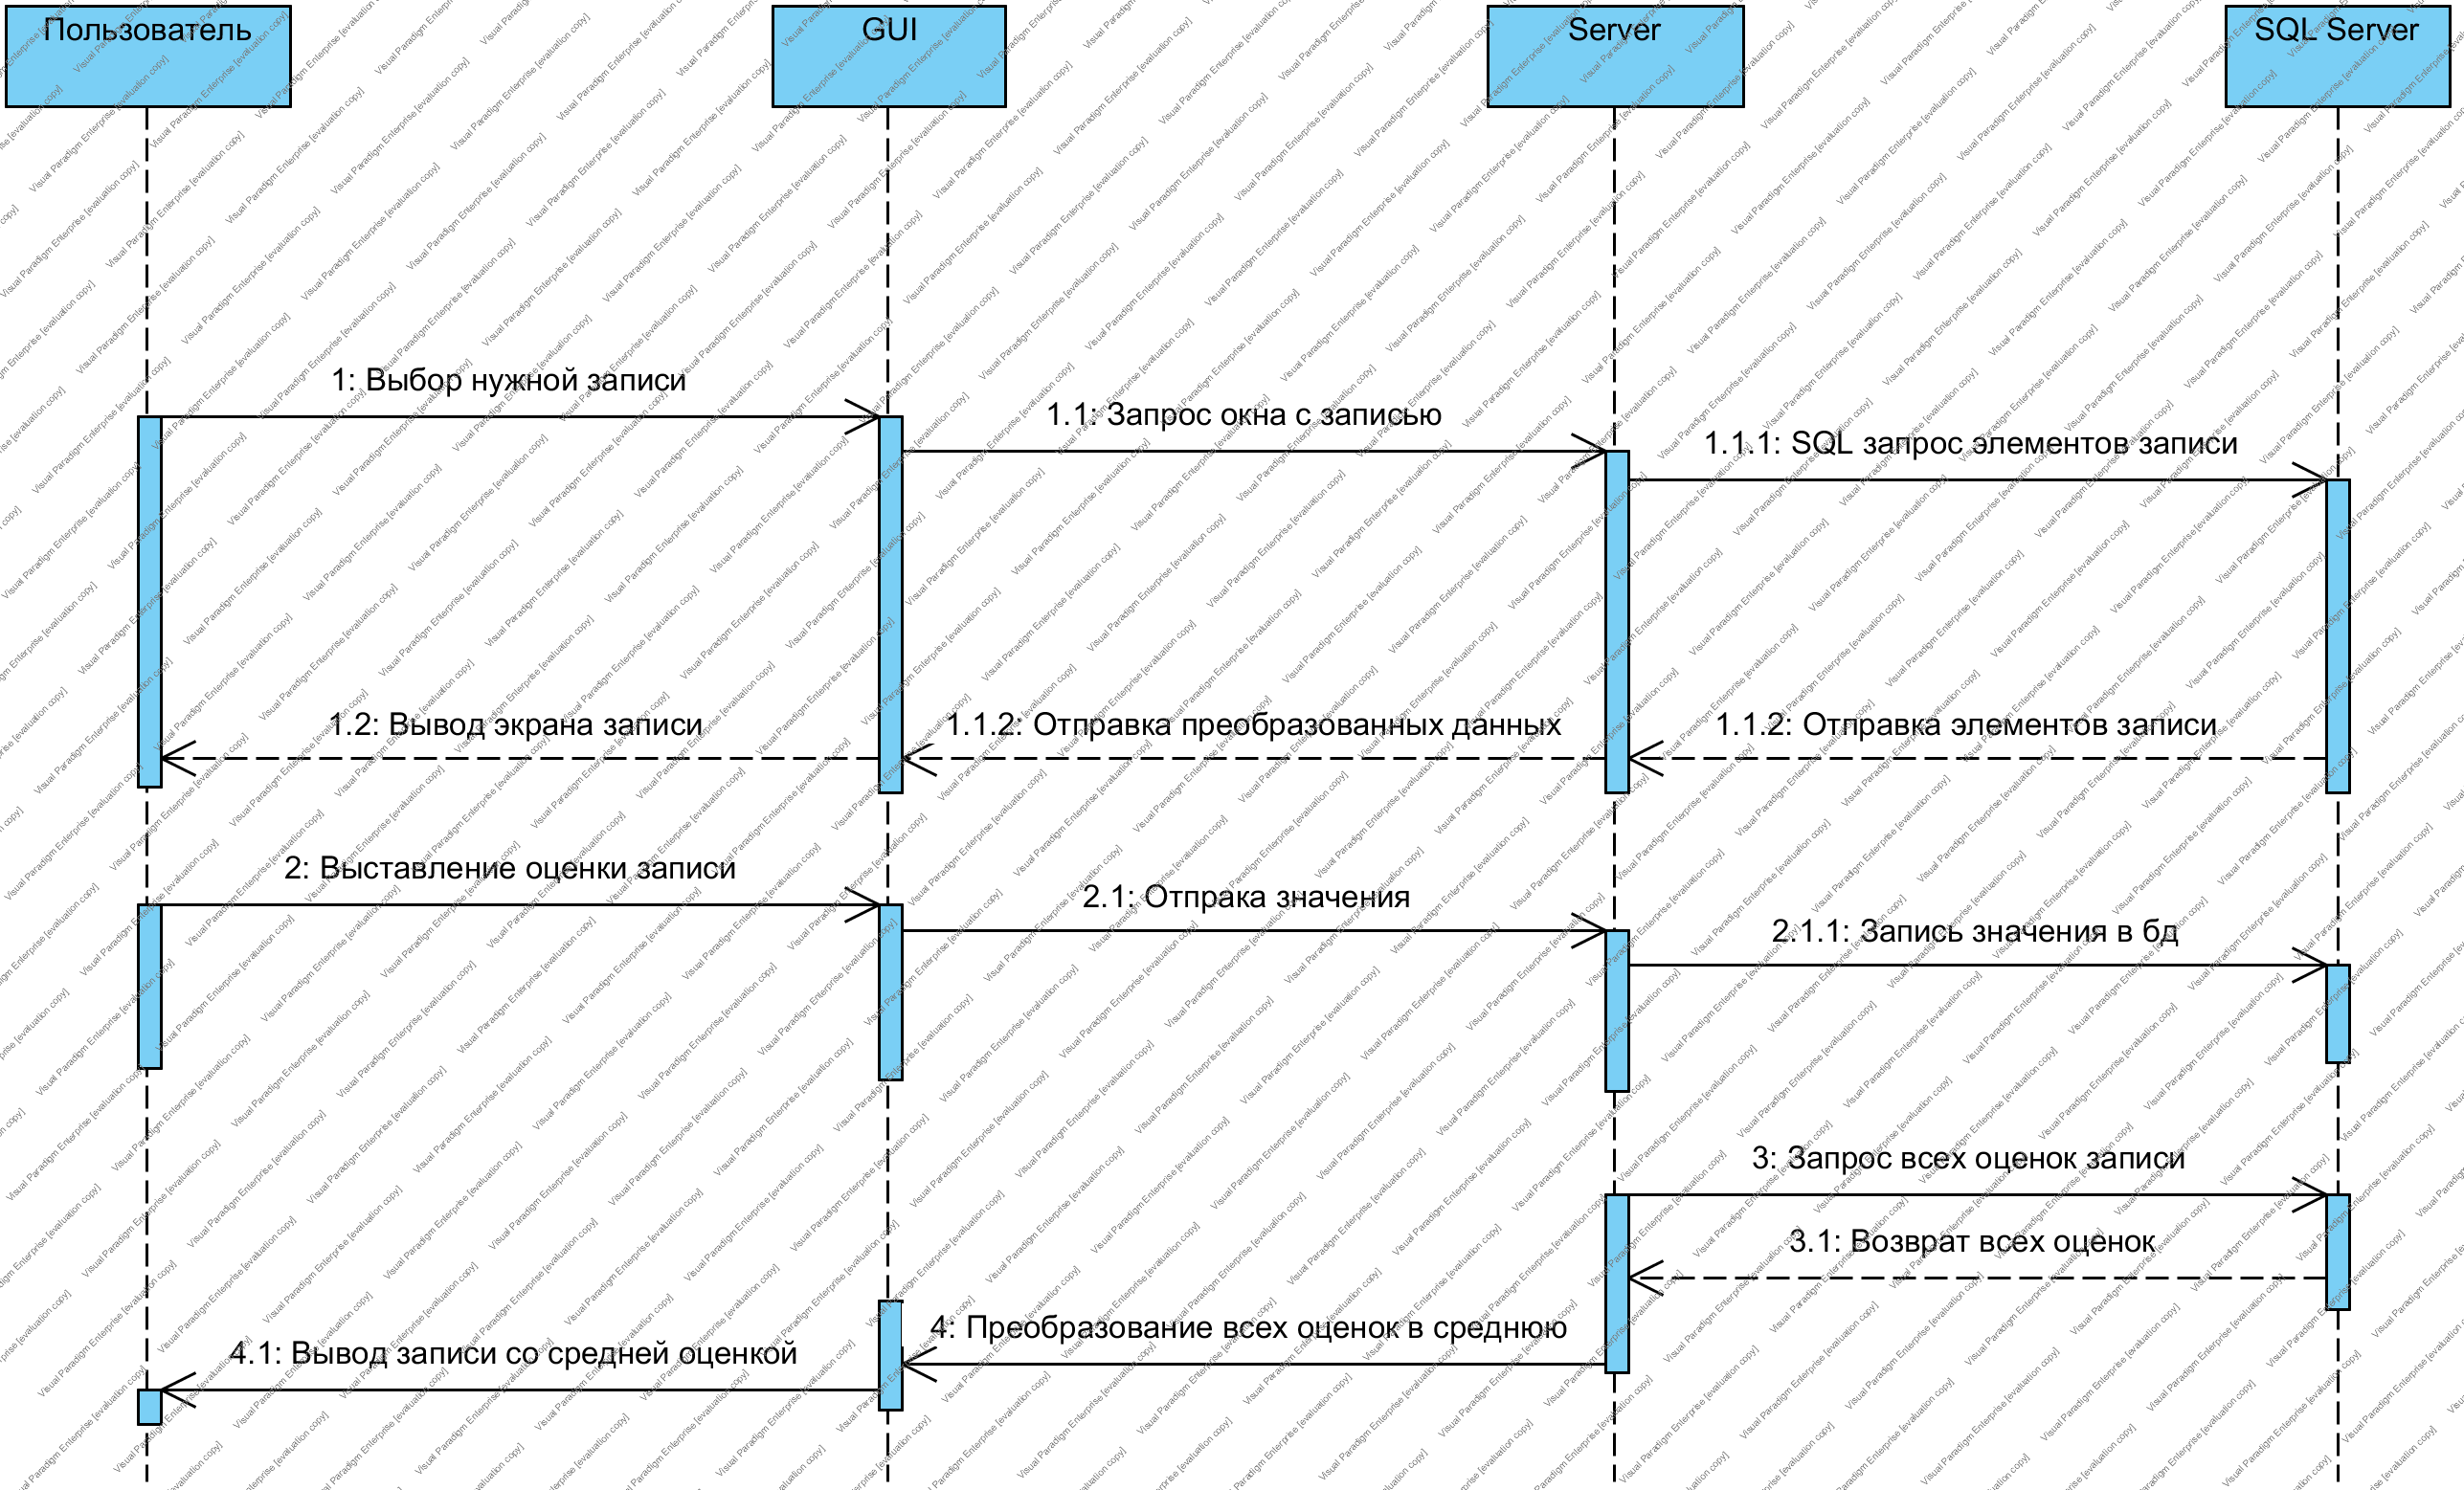 Пользователь
GUI
Server
SQL Server
1: Выбор нужной записи
1.1: Запрос окна с записью
1.1.1: SQL запрос элементов записи
1.2: Вывод экрана записи
1.1.2: Отправка преобразованных данных
1.1.2: Отправка элементов записи
2: Выставление оценки записи
2.1: Отпрака значения
2.1.1: Запись значения в бд
3: Запрос всех оценок записи
3.1: Возврат всех оценок
4: Преобразование всех оценок в среднюю
4.1: Вывод записи со средней оценкой
Visual Paradigm Enterprise [evaluation copy]